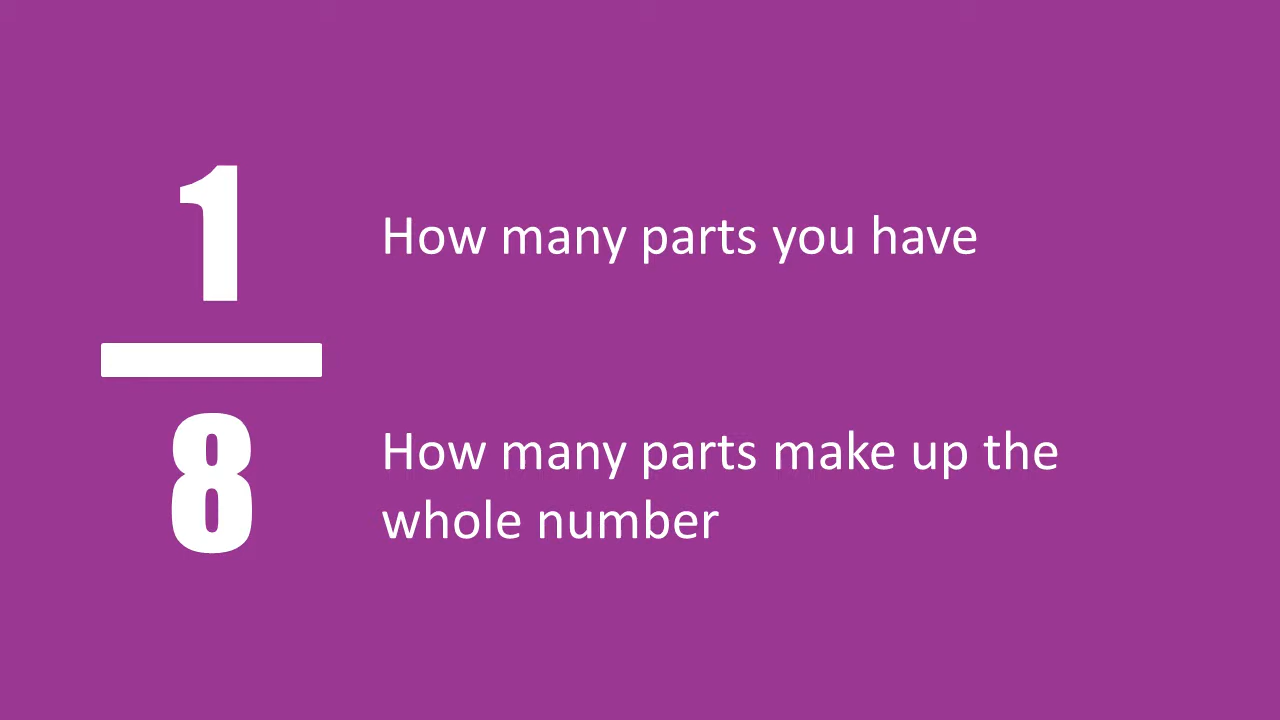 1
How many parts you have
8
How many parts make up the
whole number